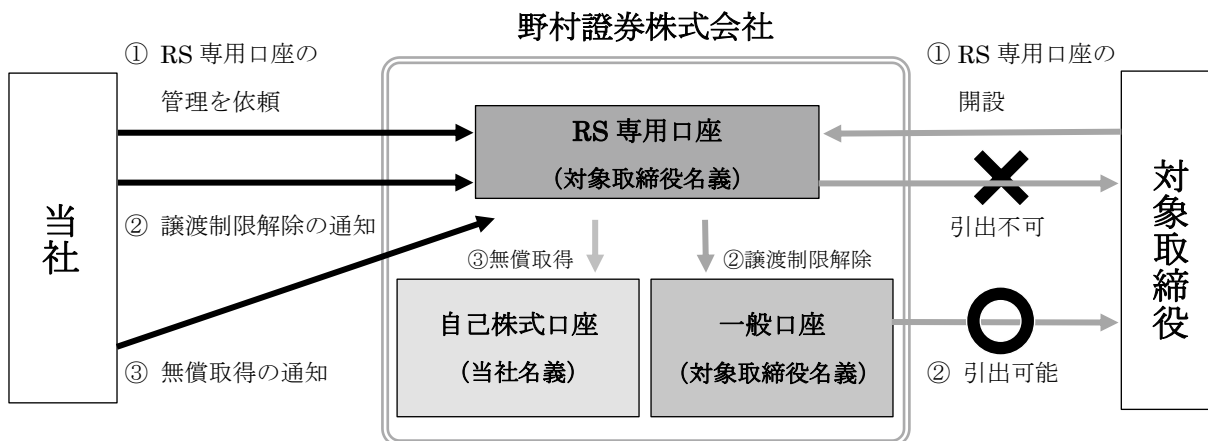 野村證券株式会社
① RS 専用口座の
管理を依頼
② 譲渡制限解除の通知
③ 無償取得の通知
当社
RS 専用口座
(対象取締役名義)
③無償取得
②譲渡制限解除
自己株式口座
(当社名義)
一般口座
(対象取締役名義)
① RS 専用口座の
開設
引出不可
② 引出可能
対象取締役